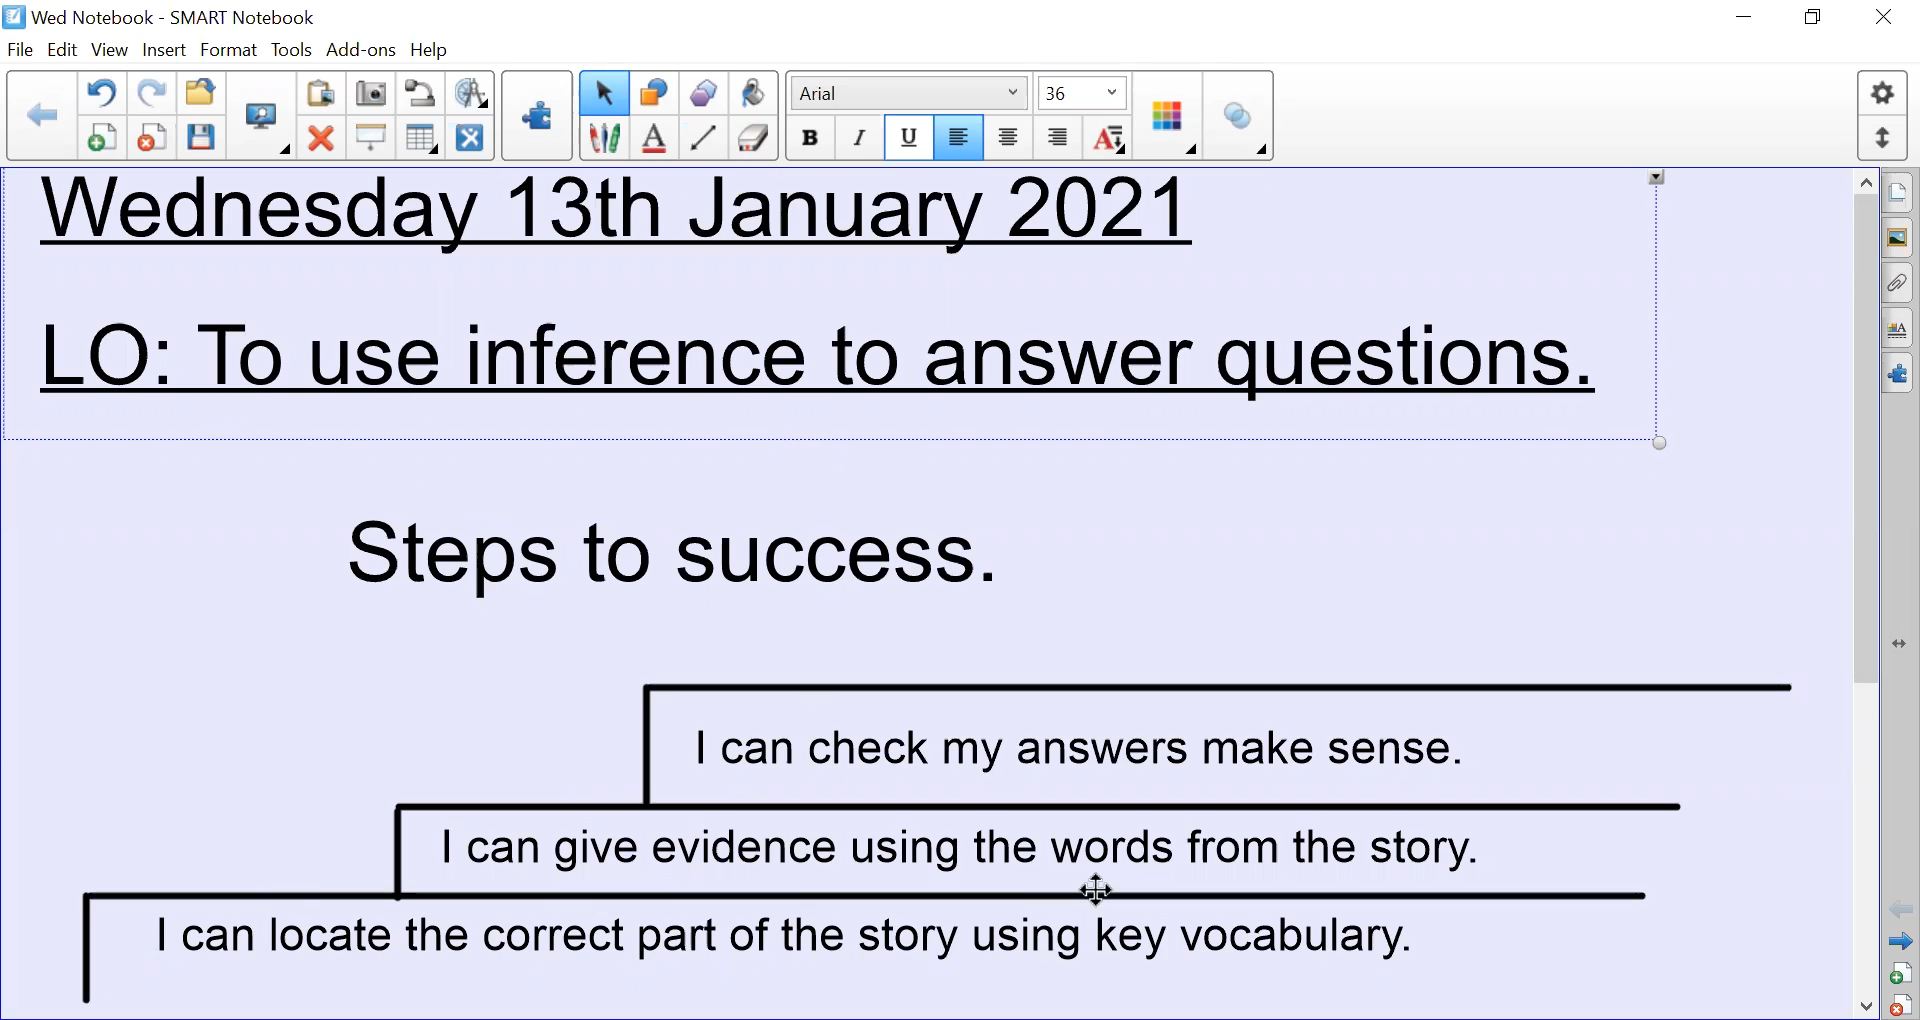 Wed Notebook - SMART Notebook
File Edit View Insert Format Tools Add-ons Help
Arial 36
B I U A
Wednesday 13th January 2021
LO: To use inference to answer questions.
Steps to success.
I can check my answers make sense.
I can give evidence using the words from the story.
I can locate the correct part of the story using key vocabulary.